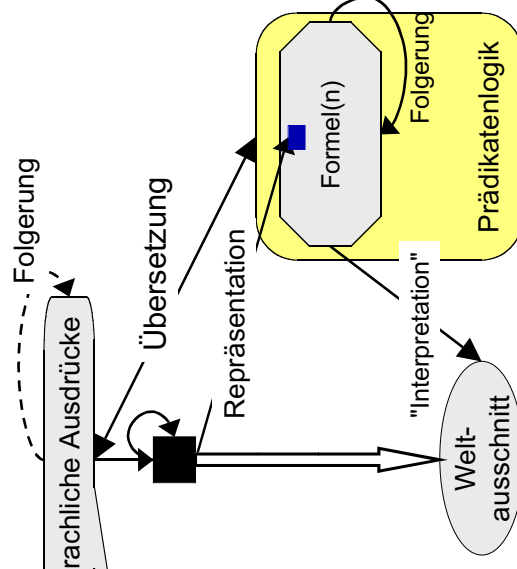 Folgerung
rachliche Ausdrücke
Übersetzung
Repräsentation
Formel(n)
Folgerung
Prädikatenlogik
"Interpretation"
Welt-
ausschnitt